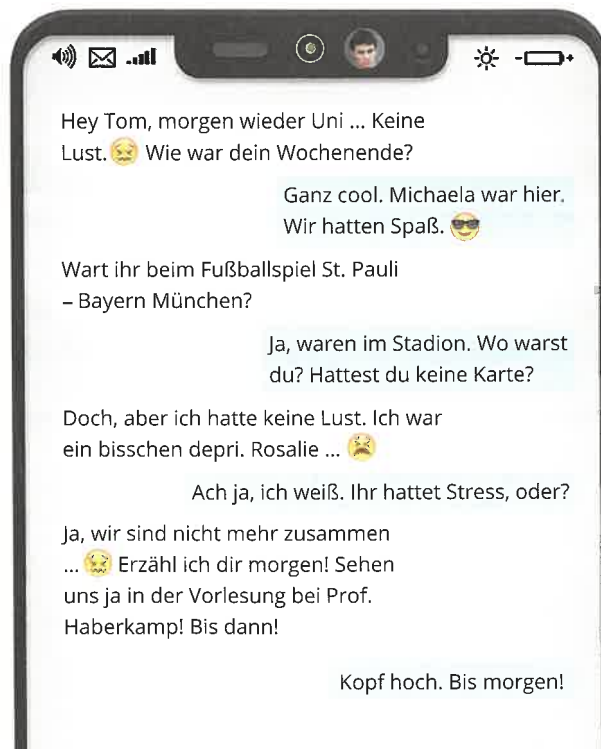 Hey Tom, morgen wieder Uni ... Keine
Lust. 😖 Wie war dein Wochenende?
Ganz cool. Michaela war hier.
Wir hatten Spaß. 😎
Wart ihr beim Fußballspiel St. Pauli
– Bayern München?
Ja, waren im Stadion. Wo warst
du? Hattest du keine Karte?
Doch, aber ich hatte keine Lust. Ich war
ein bisschen depri. Rosalie ... 😫
Ach ja, ich weiß. Ihr hattet Stress, oder?
Ja, wir sind nicht mehr zusammen
... 😖 Erzähl ich dir morgen! Sehen
uns ja in der Vorlesung bei Prof.
Haberkamp! Bis dann!
Kopf hoch. Bis morgen!